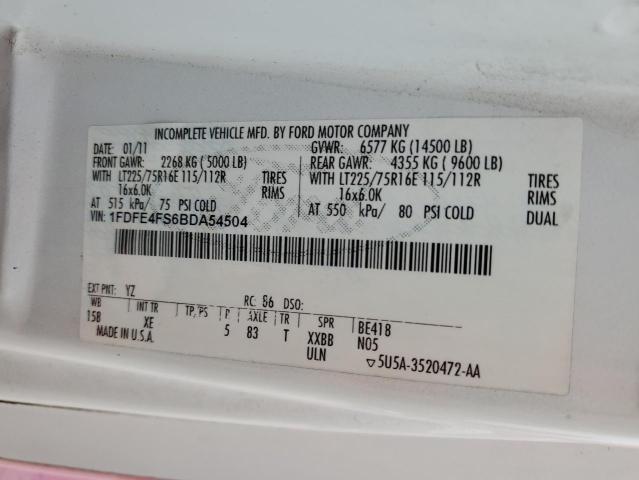 INCOMPLETE VEHICLE MFD. BY FORD MOTOR COMPANY
DATE: 01/11 GVWR: 6577 KG (14500 LB)
FRONT GAWR: 2268 KG (5000 LB) REAR GAWR: 4355 KG (9600 LB)
WITH LT225/75R16E 115/112R TIRES WITH LT225/75R16E 115/112R TIRES
16x6.0K RIMS 16x6.0K RIMS
AT 515 kPa/ 75 PSI COLD AT 550 kPa/ 80 PSI COLD DUAL
VIN: 1FDFE4FS6BDA54504
EXT PNT: YZ RC: 86 DSO:
WB INT TR TP/PS R AXLE TR SPR BE418
158 XE 5 83 T XXBB N05
MADE IN U.S.A. ULN ▽5U5A-3520472-AA